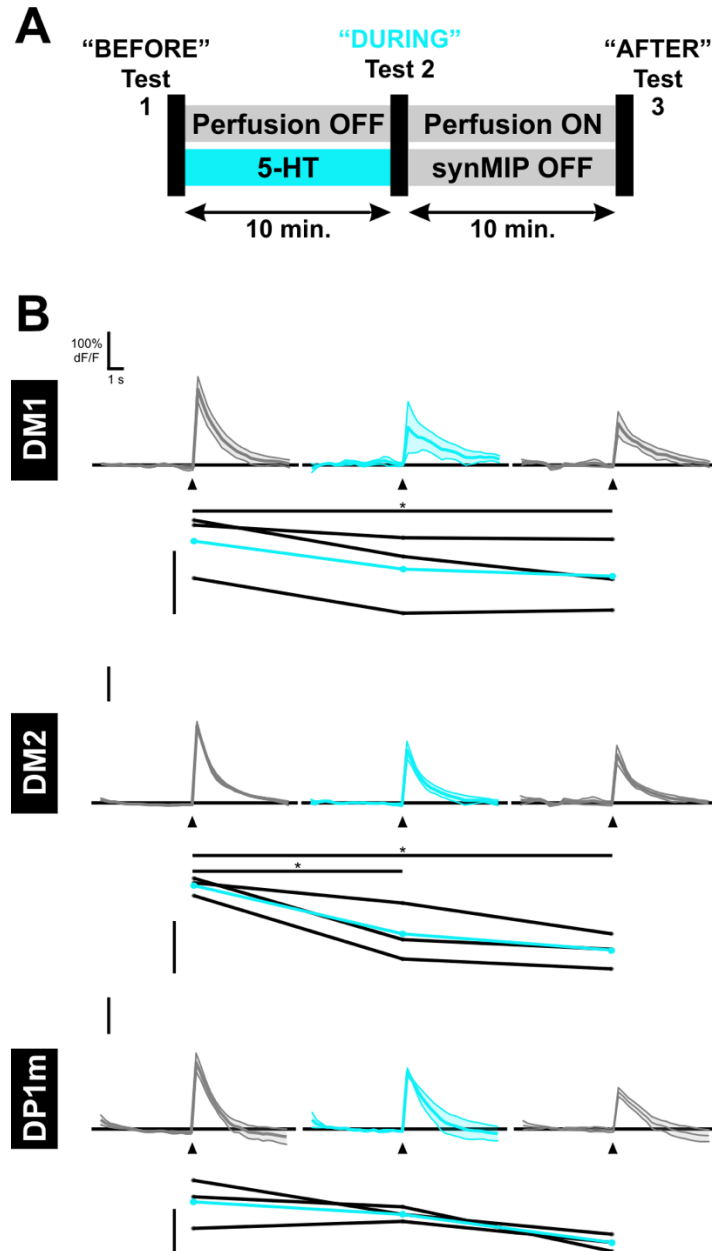 A
“BEFORE”
Test
1
“DURING”
Test 2
“AFTER”
Test
3
Perfusion OFF
Perfusion ON
5-HT
synMIP OFF
10 min.
10 min.
B
100%
dF/F
1 s
DM1
*
DM2
*
*
DP1m